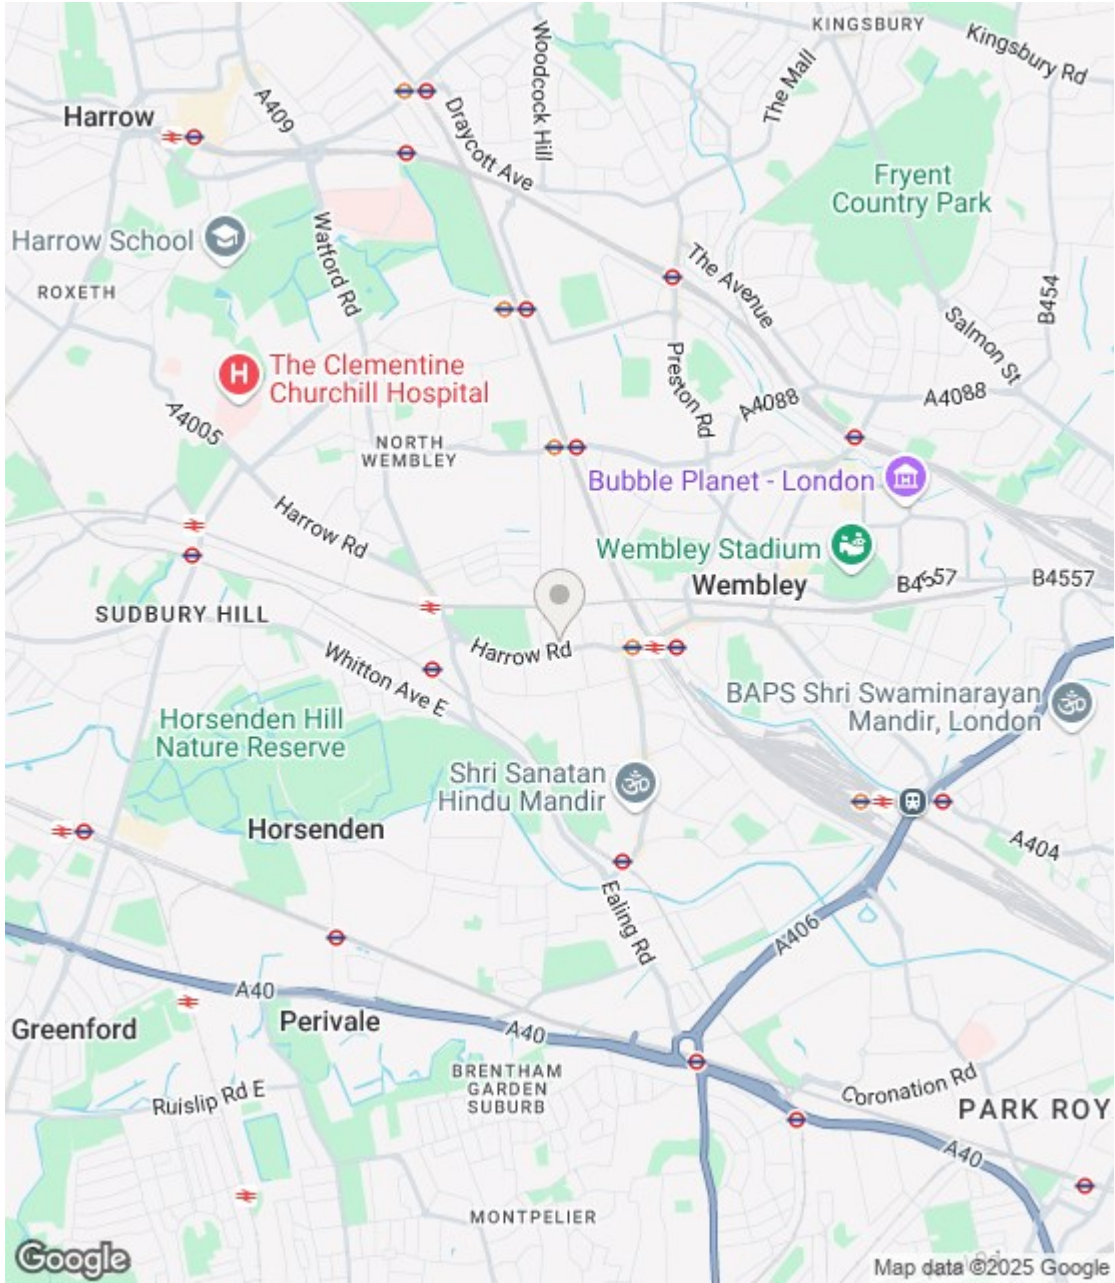 KINGSBURY
Kingsbury Rd
Woodcock Hill
The Mall
A409
Harrow
Draycott Ave
Fryent
Country Park
Harrow School
Watford Rd
The Avenue
ROXETH
B454
Salmon St
The Clementine
Churchill Hospital
Preston Rd
A4088
A4088
A4005
NORTH
WEMBLEY
Bubble Planet - London
Harrow Rd
Wembley Stadium
Wembley
B4557
B4557
SUDBURY HILL
Harrow Rd
Whitton Ave E
BAPS Shri Swaminarayan
Mandir, London
Horsenden Hill
Nature Reserve
Shri Sanatan
Hindu Mandir
Horsenden
A404
Ealing Rd
A406
A40
Greenford
Perivale
A40
BRENTHAM
GARDEN
SUBURB
Coronation Rd
Ruislip Rd E
PARK ROY
A40
MONTPELIER
Google
Map data ©2025 Google